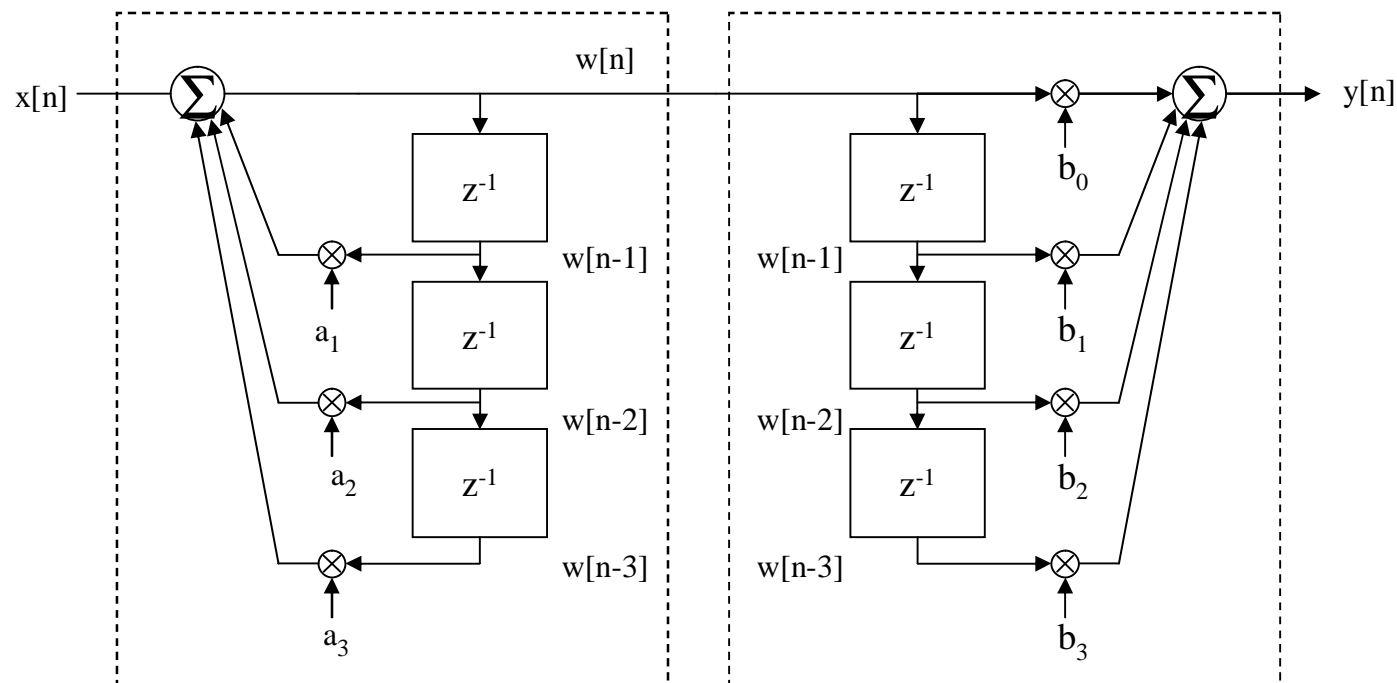 w[n]
x[n] Σ Σ y[n]
z⁻¹ z⁻¹ b₀
w[n-1] w[n-1]
a₁ z⁻¹ z⁻¹ b₁
w[n-2] w[n-2]
a₂ z⁻¹ z⁻¹ b₂
w[n-3] w[n-3]
a₃ b₃